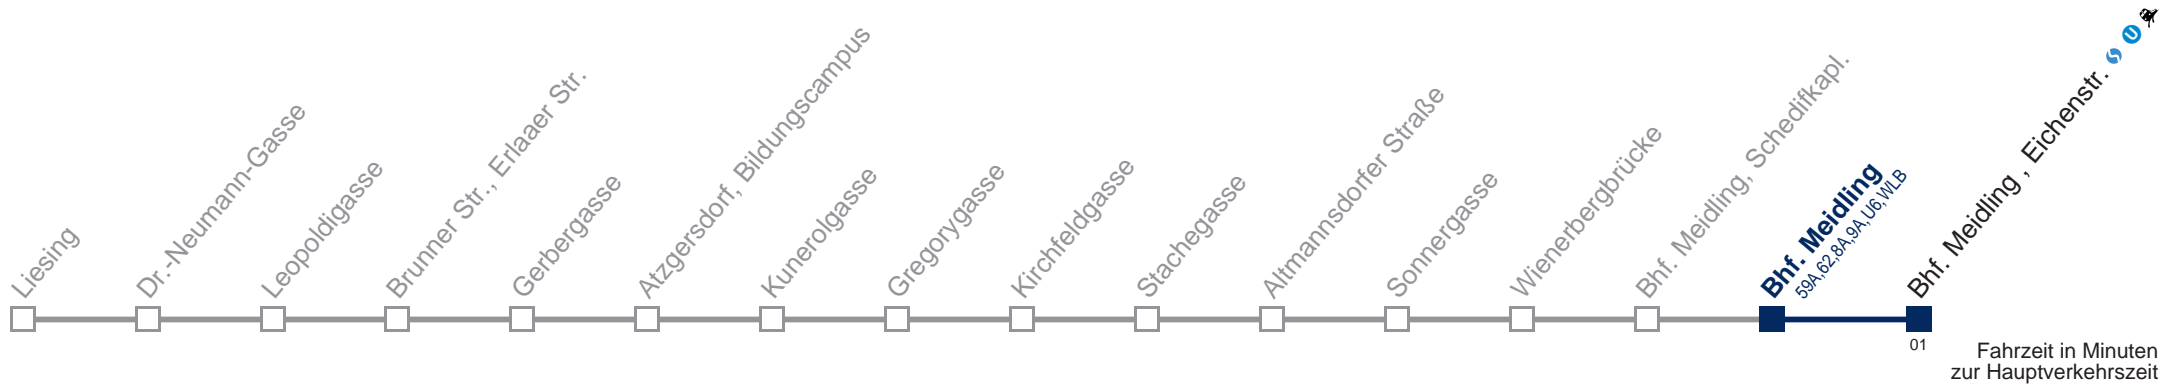 Liesing
Dr.-Neumann-Gasse
Leopoldigasse
Brunner Str., Erlaaer Str.
Gerbergasse
Atzgersdorf, Bildungscampus
Kunerolgasse
Gregorygasse
Kirchfeldgasse
Stachegasse
Altmannsdorfer Straße
Sonnergasse
Wienerbergbrücke
Bhf. Meidling, Schedifkapl.
Bhf. Meidling
59A,62,8A,9A,U6,WLB
Bhf. Meidling , Eichenstr. S U
01
Fahrzeit in Minuten
zur Hauptverkehrszeit